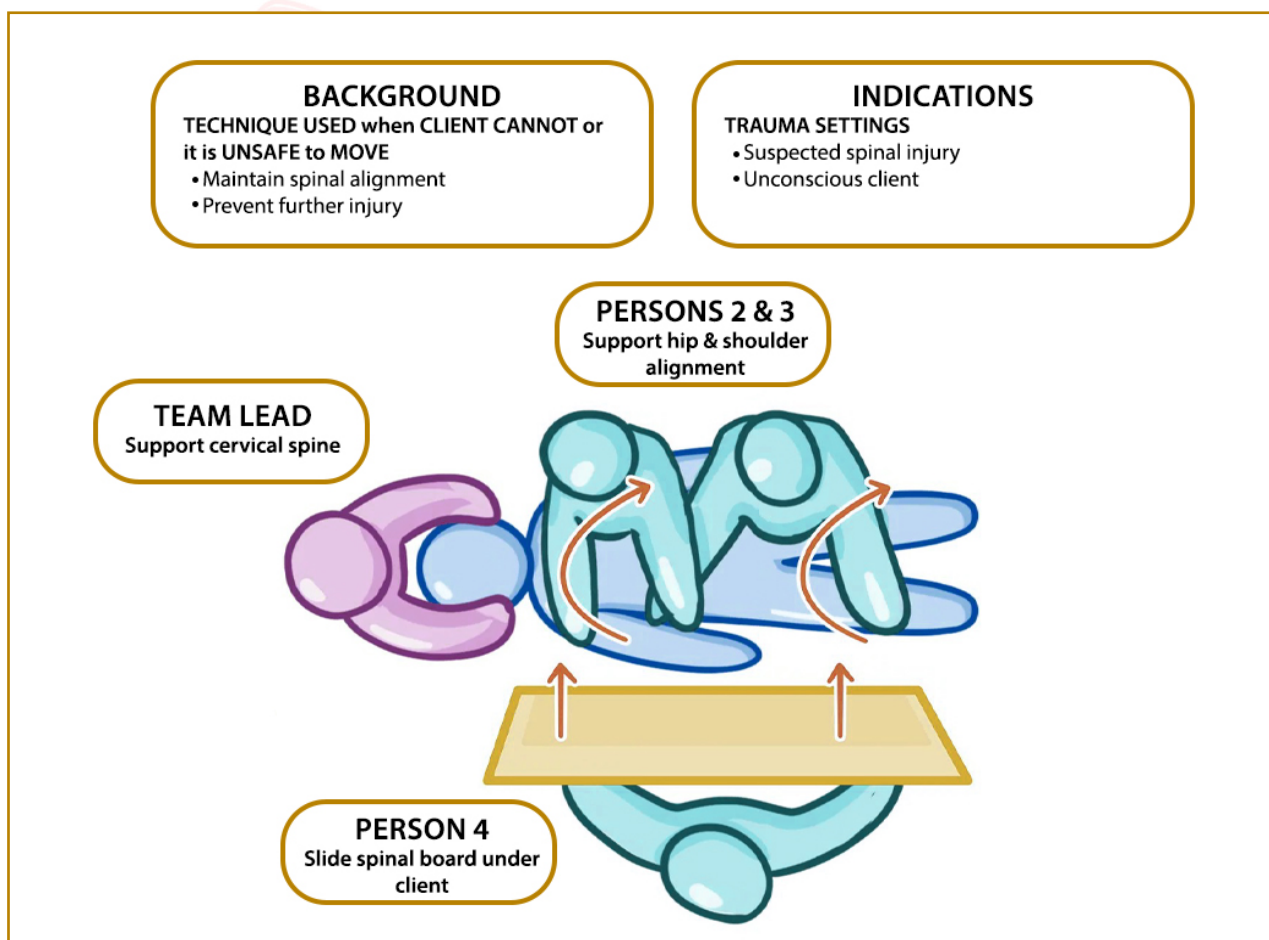 BACKGROUND
TECHNIQUE USED when CLIENT CANNOT or
it is UNSAFE to MOVE
• Maintain spinal alignment
• Prevent further injury
INDICATIONS
TRAUMA SETTINGS
• Suspected spinal injury
• Unconscious client
PERSONS 2 & 3
Support hip & shoulder
alignment
TEAM LEAD
Support cervical spine
PERSON 4
Slide spinal board under
client